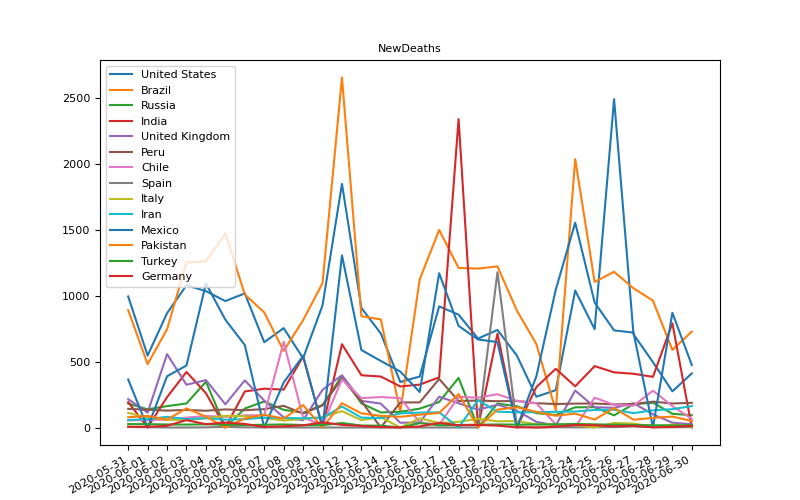 NewDeaths
United States
Brazil
Russia
India
United Kingdom
Peru
Chile
Spain
Italy
Iran
Mexico
Pakistan
Turkey
Germany
2500
2000
1500
1000
500
0
2020-05-31
2020-06-01
2020-06-02
2020-06-03
2020-06-04
2020-06-05
2020-06-06
2020-06-07
2020-06-08
2020-06-09
2020-06-10
2020-06-12
2020-06-13
2020-06-14
2020-06-15
2020-06-16
2020-06-17
2020-06-18
2020-06-19
2020-06-20
2020-06-21
2020-06-22
2020-06-23
2020-06-24
2020-06-25
2020-06-26
2020-06-27
2020-06-28
2020-06-29
2020-06-30